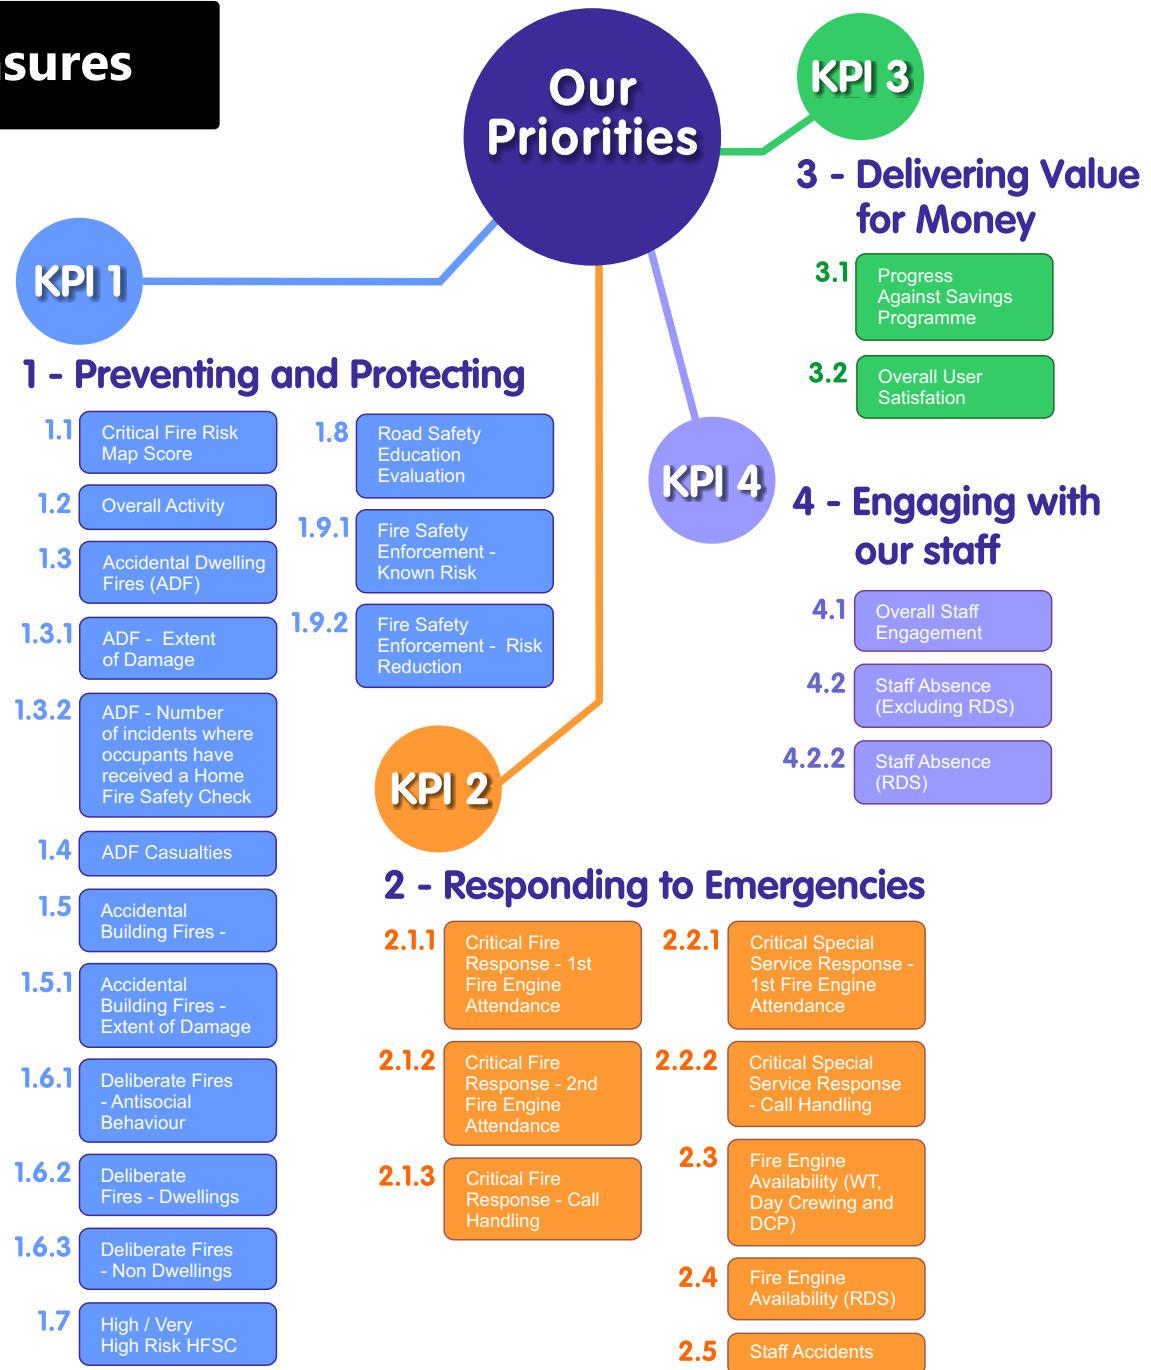 sures
Our
Priorities
KPI 3
3 - Delivering Value
for Money
3.1
Progress
Against Savings
Programme
3.2
Overall User
Satisfation
KPI 1
1 - Preventing and Protecting
1.1
Critical Fire Risk
Map Score
1.2
Overall Activity
1.3
Accidental Dwelling
Fires (ADF)
1.3.1
ADF -  Extent
of Damage
1.3.2
ADF - Number
of incidents where
occupants have
received a Home
Fire Safety Check
1.4
ADF Casualties
1.5
Accidental
Building Fires -
1.5.1
Accidental
Building Fires -
Extent of Damage
1.6.1
Deliberate Fires
- Antisocial
Behaviour
1.6.2
Deliberate
Fires - Dwellings
1.6.3
Deliberate Fires
- Non Dwellings
1.7
High / Very
High Risk HFSC
1.8
Road Safety
Education
Evaluation
1.9.1
Fire Safety
Enforcement -
Known Risk
1.9.2
Fire Safety
Enforcement -  Risk
Reduction
KPI 4
4 - Engaging with
our staff
4.1
Overall Staff
Engagement
4.2
Staff Absence
(Excluding RDS)
4.2.2
Staff Absence
(RDS)
KPI 2
2 - Responding to Emergencies
2.1.1
Critical Fire
Response - 1st
Fire Engine
Attendance
2.1.2
Critical Fire
Response - 2nd
Fire Engine
Attendance
2.1.3
Critical Fire
Response - Call
Handling
2.2.1
Critical Special
Service Response -
1st Fire Engine
Attendance
2.2.2
Critical Special
Service Response
- Call Handling
2.3
Fire Engine
Availability (WT,
Day Crewing and
DCP)
2.4
Fire Engine
Availability (RDS)
2.5
Staff Accidents